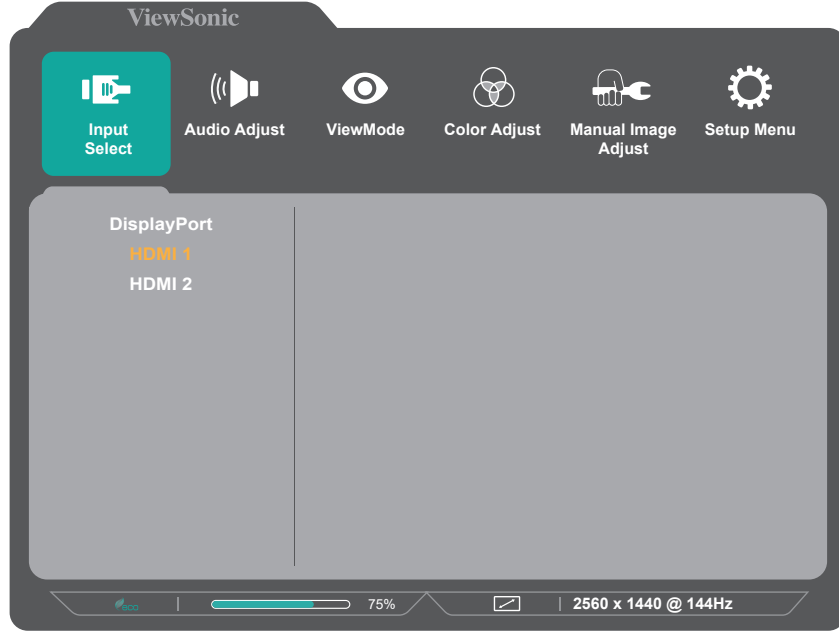 ViewSonic
Input
Select
Audio Adjust
ViewMode
Color Adjust
Manual Image
Adjust
Setup Menu
DisplayPort
HDMI 1
HDMI 2
eco
75%
2560 x 1440 @ 144Hz